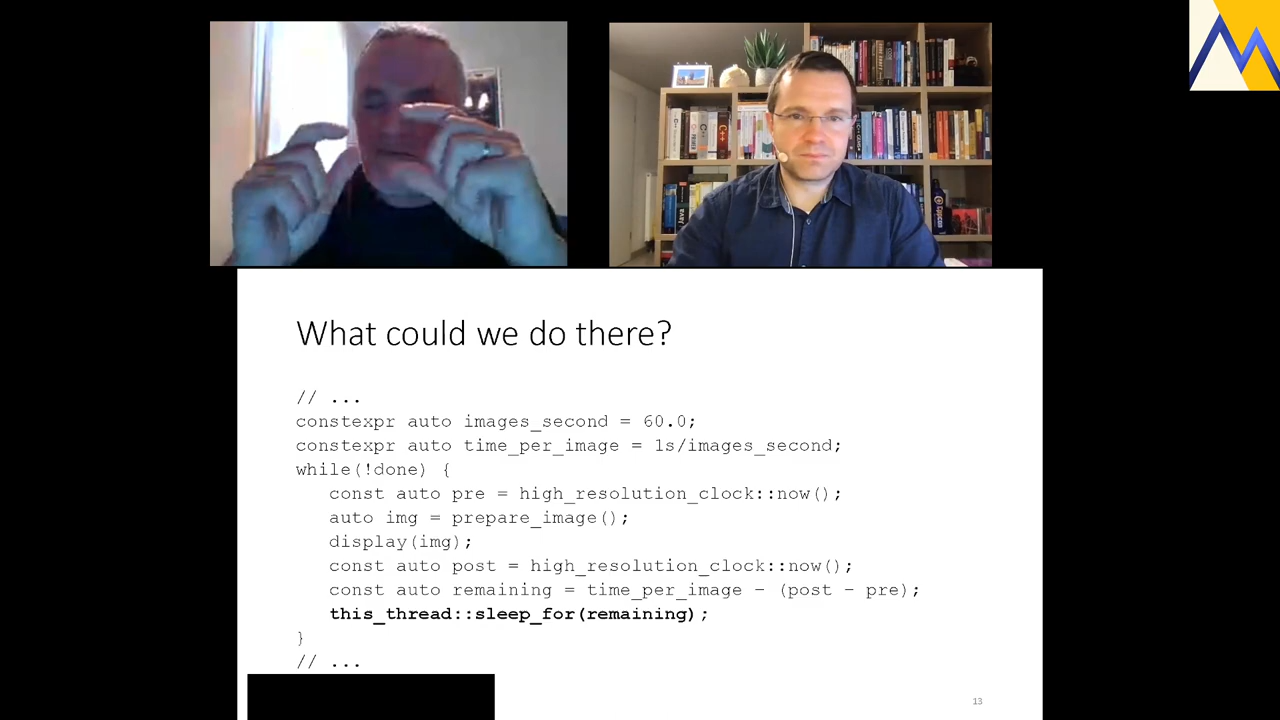 What could we do there?
// ...
constexpr auto images_second = 60.0;
constexpr auto time_per_image = 1s/images_second;
while(!done) {
const auto pre = high_resolution_clock::now();
auto img = prepare_image();
display(img);
const auto post = high_resolution_clock::now();
const auto remaining = time_per_image – (post – pre);
this_thread::sleep_for(remaining);
}
// ...
13